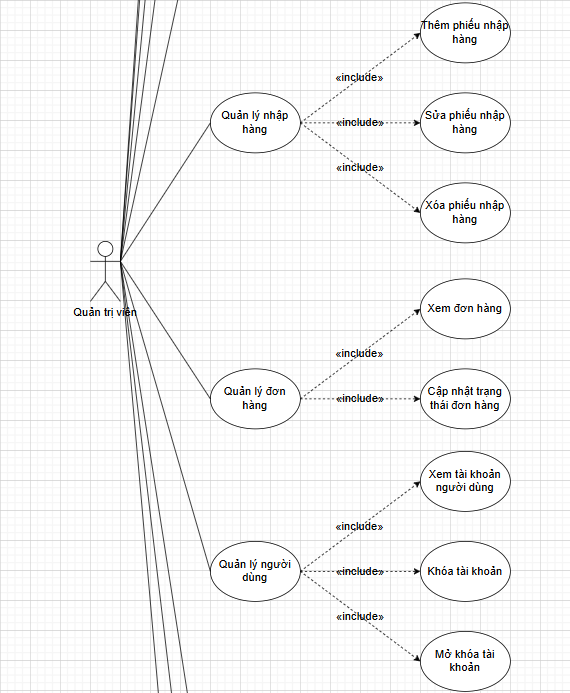 Thêm phiếu nhập
hàng
«include»
Quản lý nhập
hàng
«include»
Sửa phiếu nhập
hàng
«include»
Xóa phiếu nhập
hàng
Quản trị viên
Xem đơn hàng
«include»
Quản lý đơn
hàng
«include»
Cập nhật trạng
thái đơn hàng
Xem tài khoản
người dùng
«include»
Quản lý người
dùng
«include»
Khóa tài khoản
«include»
Mở khóa tài
khoản